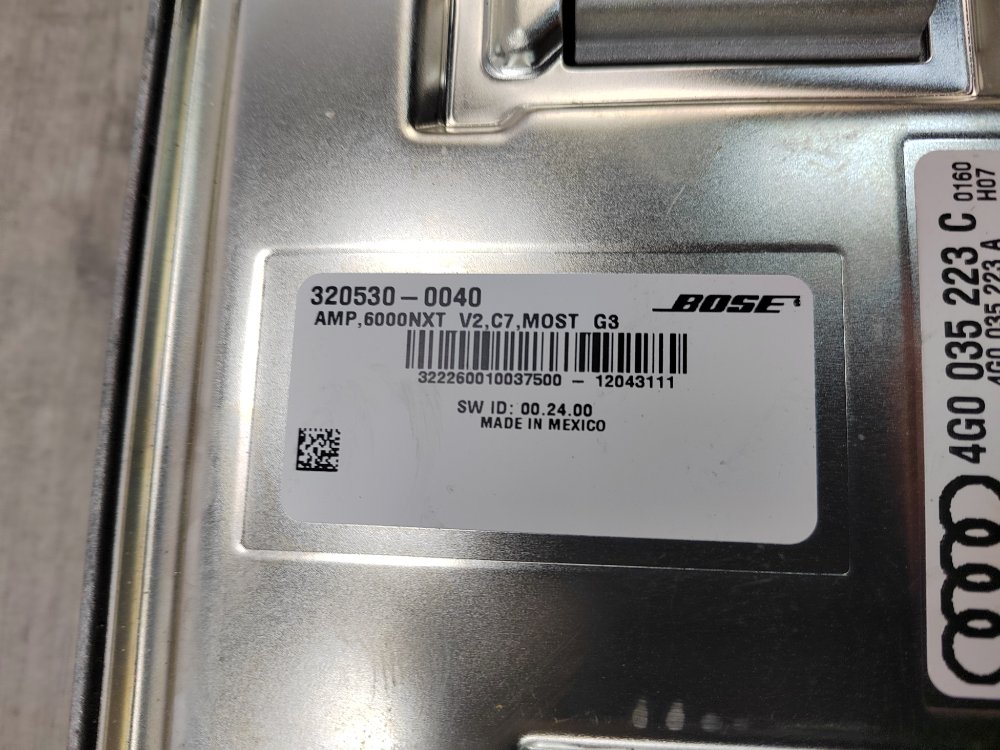 320530-0040
BOSE
AMP,6000NXT V2,C7,MOST G3
322260010037500 - 12043111
SW ID: 00.24.00
MADE IN MEXICO
4G0 035 223 C
0160
H07
4G0 035 223 A